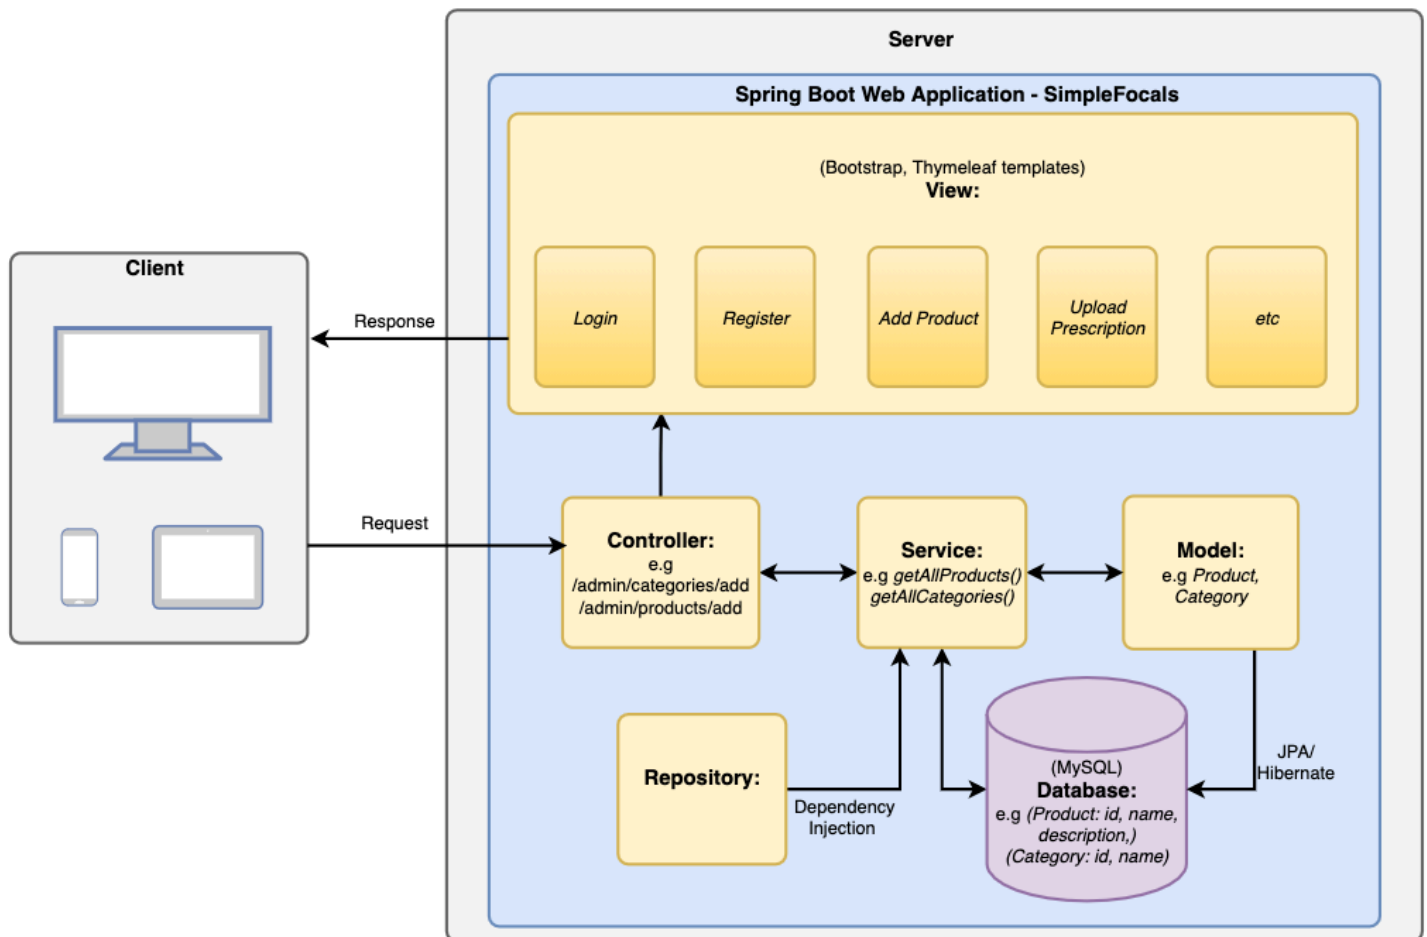 Server
Spring Boot Web Application - SimpleFocals
(Bootstrap, Thymeleaf templates)
View:
Login
Register
Add Product
Upload
Prescription
etc
Client
Response
Request
Controller:
e.g
/admin/categories/add
/admin/products/add
Service:
e.g getAllProducts()
getAllCategories()
Model:
e.g Product,
Category
Repository:
Dependency
Injection
(MySQL)
Database:
e.g (Product: id, name,
description,)
(Category: id, name)
JPA/
Hibernate